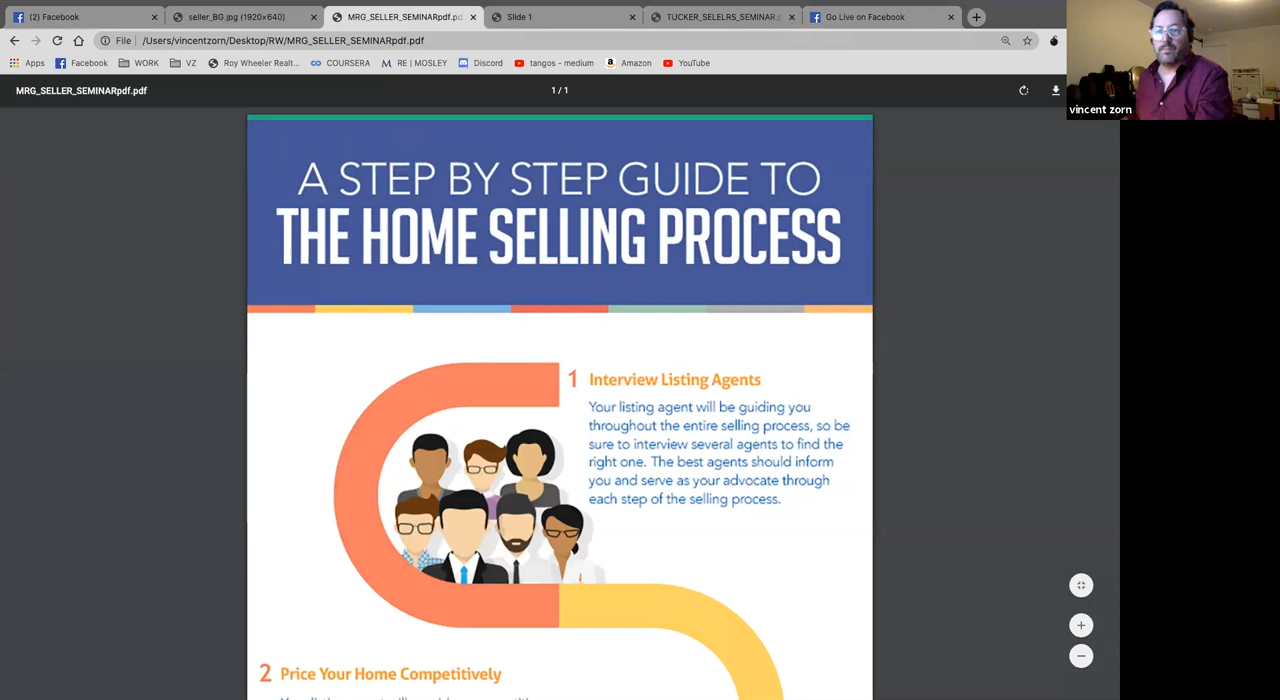 (2) Facebook
seller_BG.jpg (1920×640)
MRG_SELLER_SEMINARpdf.pd
Slide 1
TUCKER_SELELRS_SEMINAR.p
Go Live on Facebook
File
/Users/vincentzorn/Desktop/RW/MRG_SELLER_SEMINARpdf.pdf
Apps
Facebook
WORK
VZ
Roy Wheeler Realt...
COURSERA
RE | MOSLEY
Discord
tangos - medium
Amazon
YouTube
MRG_SELLER_SEMINARpdf.pdf
1 / 1
vincent zorn
A STEP BY STEP GUIDE TO
THE HOME SELLING PROCESS
1 Interview Listing Agents
Your listing agent will be guiding you
throughout the entire selling process, so be
sure to interview several agents to find the
right one. The best agents should inform
you and serve as your advocate through
each step of the selling process.
2 Price Your Home Competitively